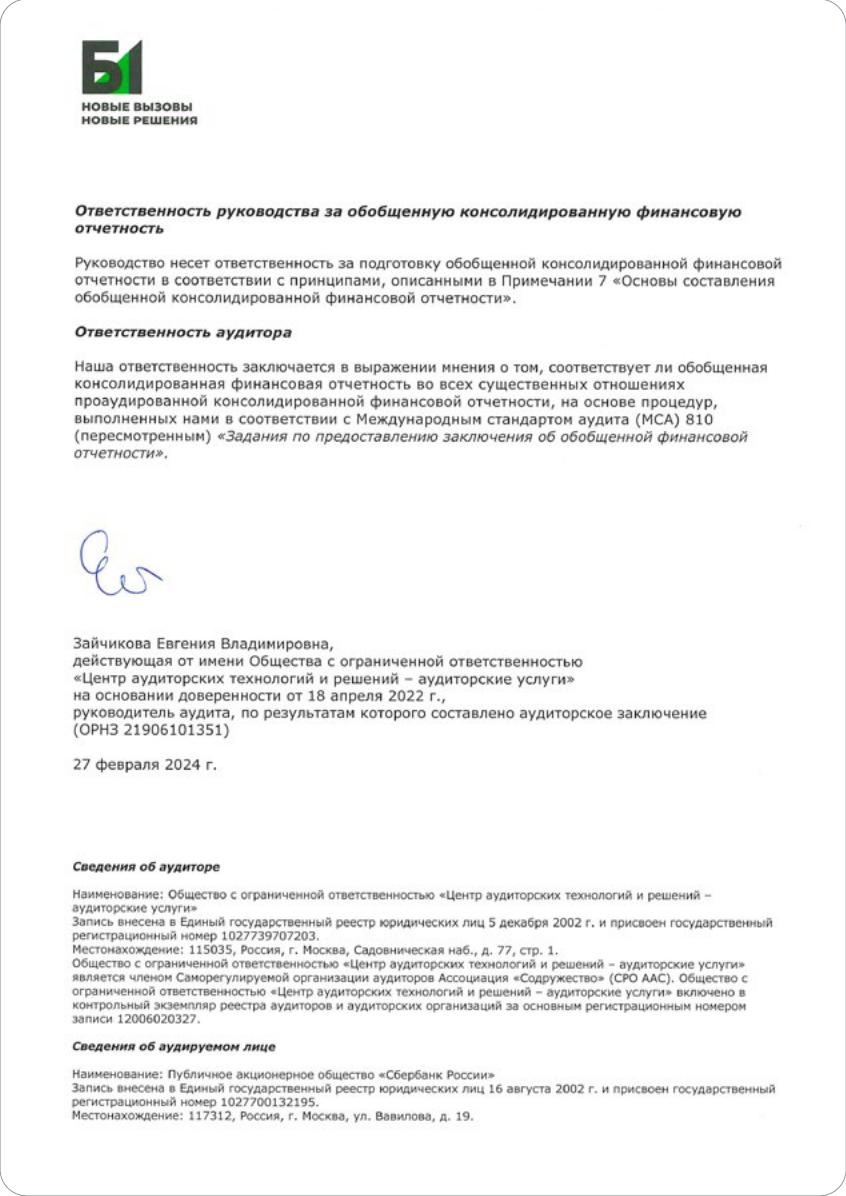 Б1
НОВЫЕ ВЫЗОВЫ
НОВЫЕ РЕШЕНИЯ
Ответственность руководства за обобщенную консолидированную финансовую
отчетность
Руководство несет ответственность за подготовку обобщенной консолидированной финансовой
отчетности в соответствии с принципами, описанными в Примечании 7 «Основы составления
обобщенной консолидированной финансовой отчетности».
Ответственность аудитора
Наша ответственность заключается в выражении мнения о том, соответствует ли обобщенная
консолидированная финансовая отчетность во всех существенных отношениях
проаудированной консолидированной финансовой отчетности, на основе процедур,
выполненных нами в соответствии с Международным стандартом аудита (МСА) 810
(пересмотренным) «Задания по предоставлению заключения об обобщенной финансовой
отчетности».
Зайчикова Евгения Владимировна,
действующая от имени Общества с ограниченной ответственностью
«Центр аудиторских технологий и решений – аудиторские услуги»
на основании доверенности от 18 апреля 2022 г.,
руководитель аудита, по результатам которого составлено аудиторское заключение
(ОРНЗ 21906101351)
27 февраля 2024 г.
Сведения об аудиторе
Наименование: Общество с ограниченной ответственностью «Центр аудиторских технологий и решений –
аудиторские услуги»
Запись внесена в Единый государственный реестр юридических лиц 5 декабря 2002 г. и присвоен государственный
регистрационный номер 1027739707203.
Местонахождение: 115035, Россия, г. Москва, Садовническая наб., д. 77, стр. 1.
Общество с ограниченной ответственностью «Центр аудиторских технологий и решений – аудиторские услуги»
является членом Саморегулируемой организации аудиторов Ассоциация «Содружество» (СРО ААС). Общество с
ограниченной ответственностью «Центр аудиторских технологий и решений – аудиторские услуги» включено в
контрольный экземпляр реестра аудиторов и аудиторских организаций за основным регистрационным номером
записи 12006020327.
Сведения об аудируемом лице
Наименование: Публичное акционерное общество «Сбербанк России»
Запись внесена в Единый государственный реестр юридических лиц 16 августа 2002 г. и присвоен государственный
регистрационный номер 1027700132195.
Местонахождение: 117312, Россия, г. Москва, ул. Вавилова, д. 19.